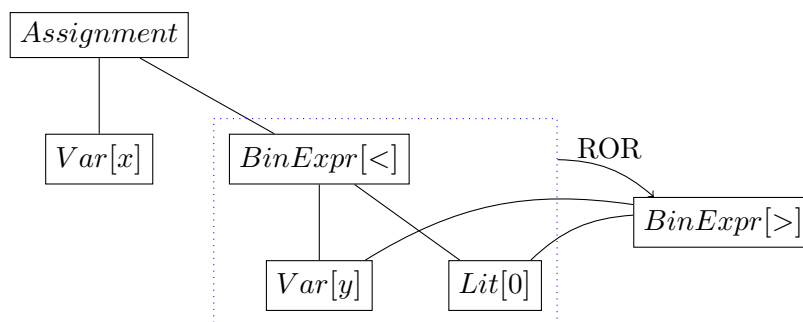 Assignment
Var[x]
BinExpr[<]
ROR
BinExpr[>]
Var[y]
Lit[0]